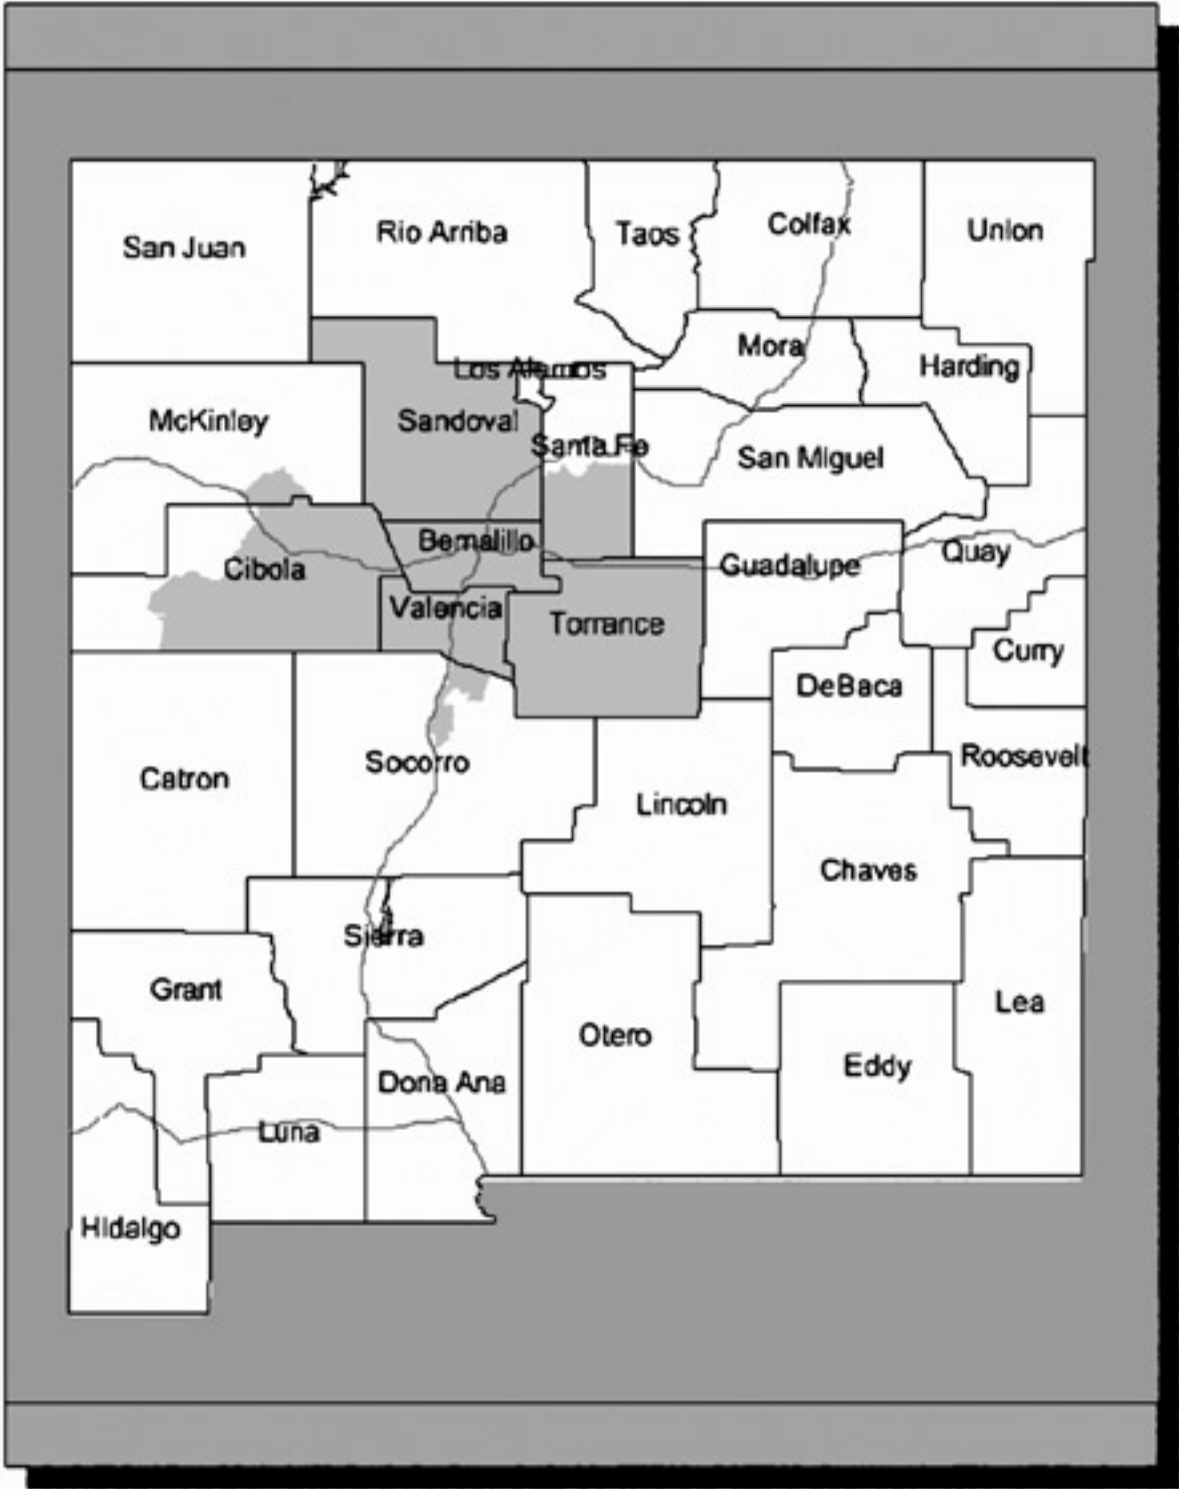 San Juan
Rio Arriba
Taos
Colfax
Union
Mora
Harding
Los Alamos
McKinley
Sandoval
Santa Fe
San Miguel
Bernalillo
Cibola
Guadalupe
Quay
Valencia
Torrance
Curry
DeBaca
Catron
Socorro
Roosevelt
Lincoln
Chaves
Sierra
Grant
Lea
Otero
Eddy
Dona Ana
Luna
Hidalgo